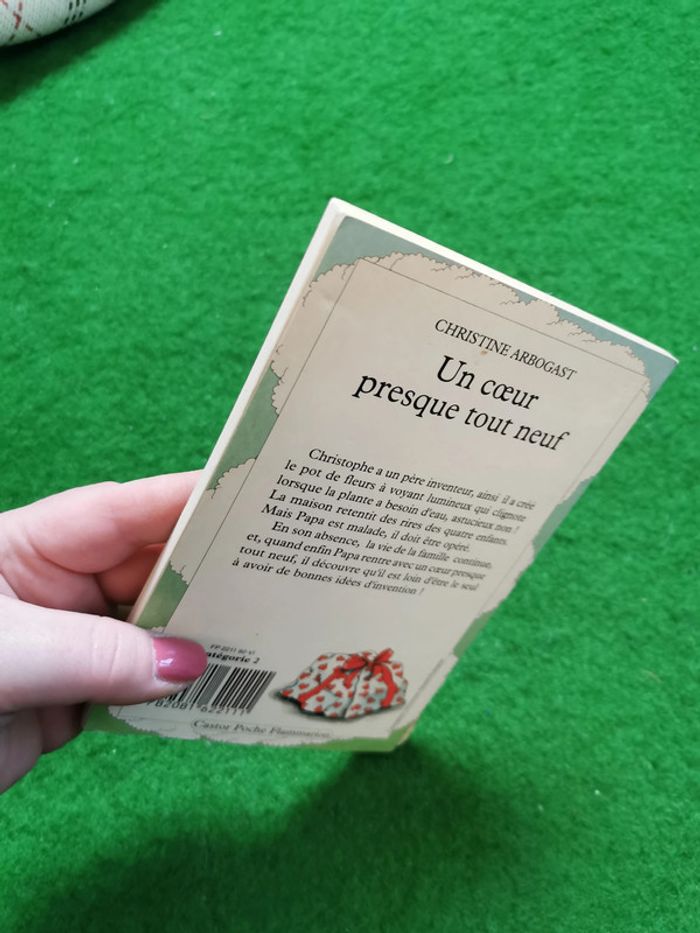 CHRISTINE ARBOGAST
Un cœur
presque tout neuf
Christophe a un père inventeur, ainsi il a créé
le pot de fleurs à voyant lumineux qui clignote
lorsque la plante a besoin d'eau, astucieux non !
La maison retentit des rires des quatre enfants.
Mais Papa est malade, il doit être opéré.
En son absence, la vie de la famille continue,
et, quand enfin Papa rentre avec un cœur presque
tout neuf, il découvre qu'il est loin d'être le seul
à avoir de bonnes idées d'invention !
2
Castor Poche Flammarion